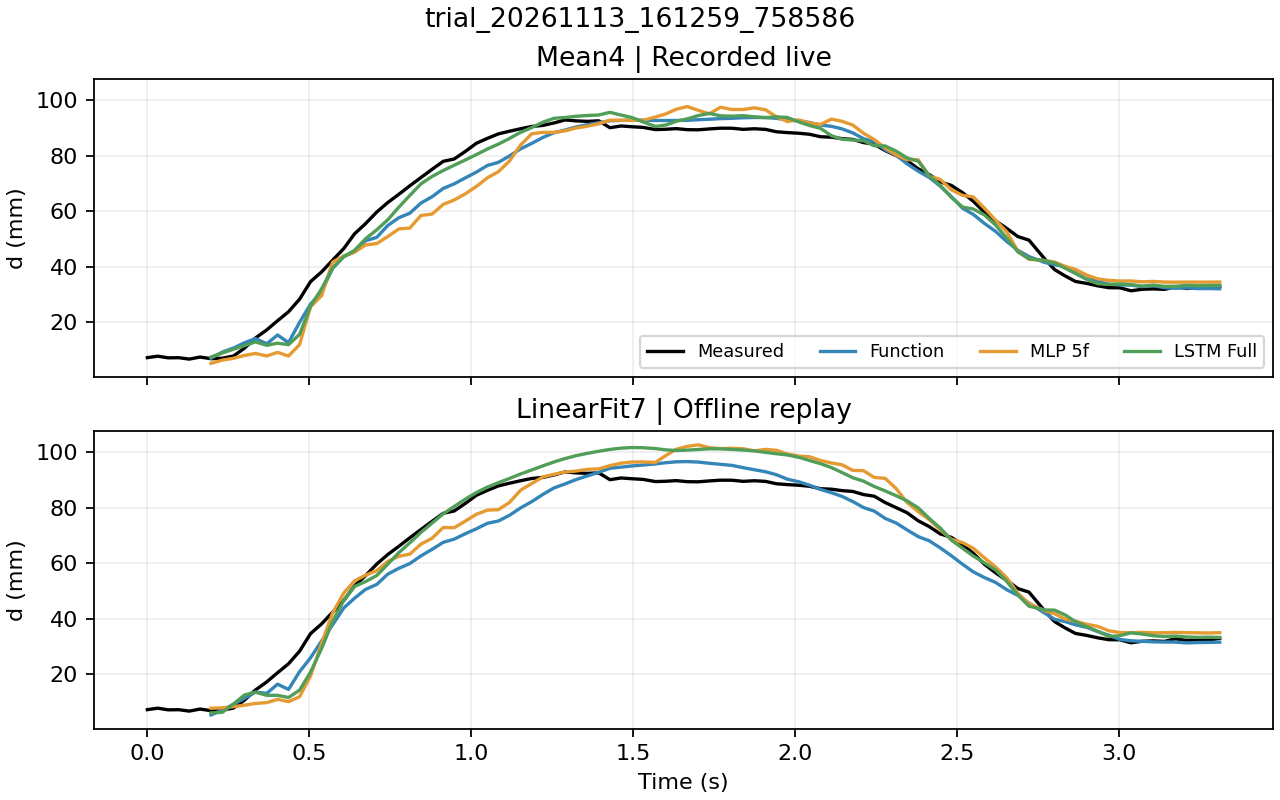 trial_20261113_161259_758586
Mean4 | Recorded live
100
80
60
40
20
d (mm)
Measured Function MLP 5f LSTM Full
LinearFit7 | Offline replay
100
80
60
40
20
d (mm)
0.0 0.5 1.0 1.5 2.0 2.5 3.0
Time (s)